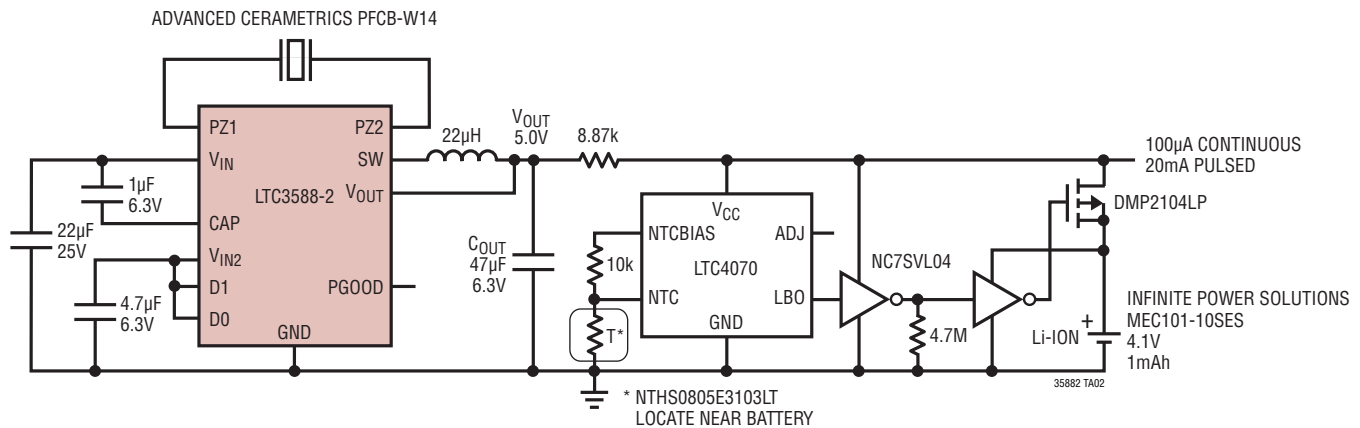 ADVANCED CERAMETRICS PFCB-W14
PZ1
PZ2
VIN
SW
LTC3588-2
VOUT
CAP
VIN2
D1
PGOOD
D0
GND
1µF
6.3V
22µF
25V
4.7µF
6.3V
22µH
VOUT
5.0V
8.87k
COUT
47µF
6.3V
10k
T*
VCC
NTCBIAS
ADJ
LTC4070
NTC
LBO
GND
NC7SVL04
4.7M
100µA CONTINUOUS
20mA PULSED
DMP2104LP
Li-ION
+
INFINITE POWER SOLUTIONS
MEC101-10SES
4.1V
1mAh
35882 TA02
* NTHS0805E3103LT
LOCATE NEAR BATTERY